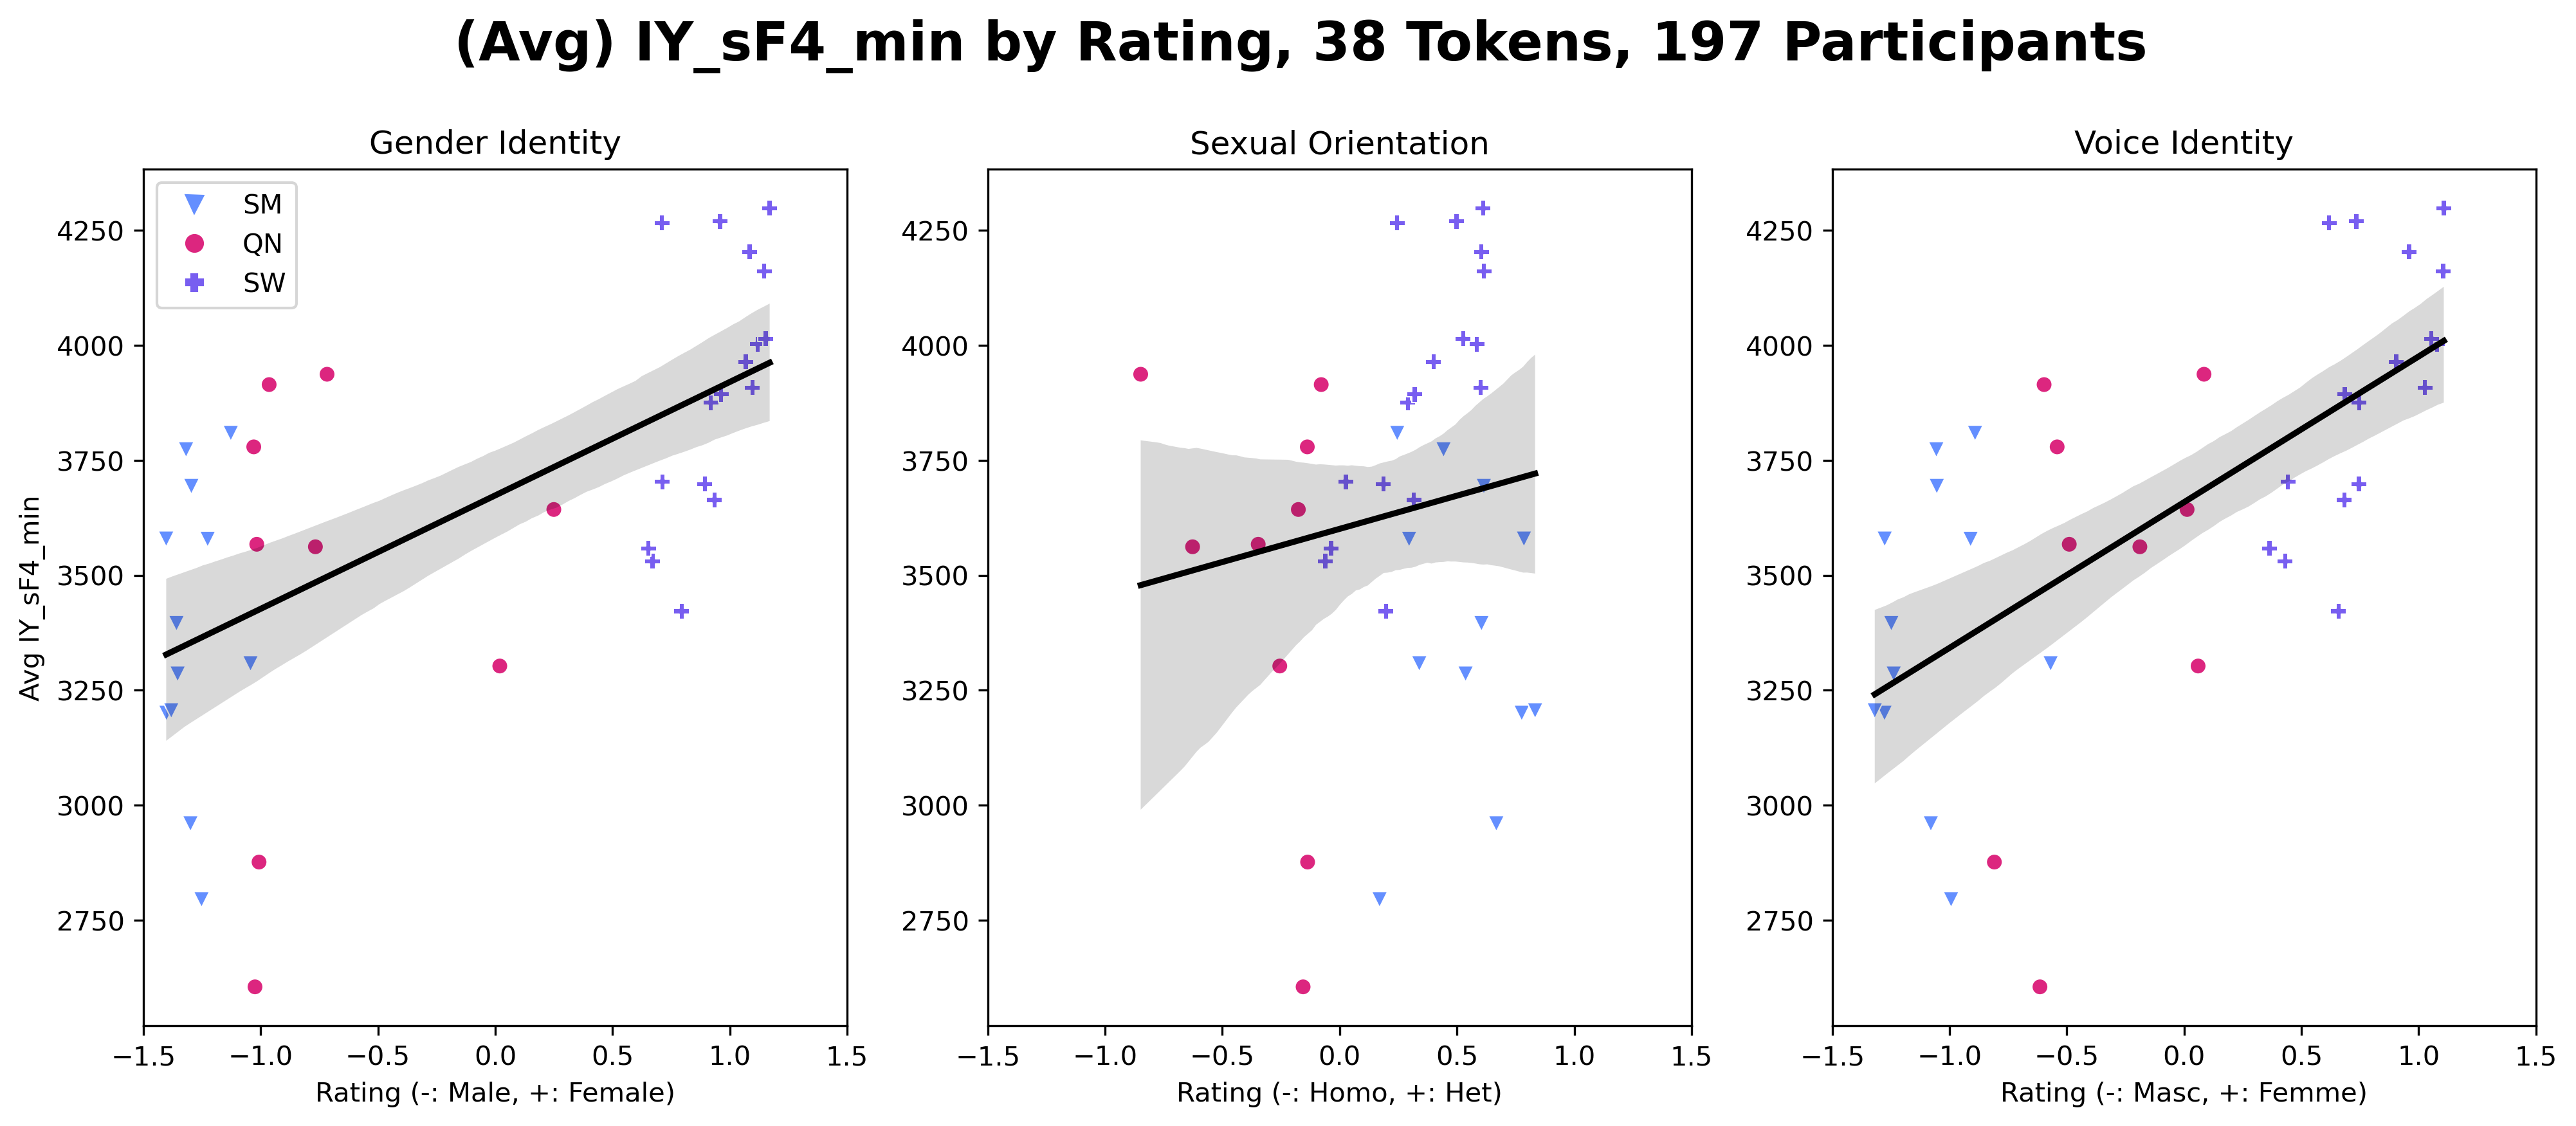 (Avg) IY_sF4_min by Rating, 38 Tokens, 197 Participants
Gender Identity
SM
QN
SW
4250
4000
3750
3500
3250
3000
2750
Avg IY_sF4_min
−1.5 −1.0 −0.5 0.0 0.5 1.0 1.5
Rating (-: Male, +: Female)
Sexual Orientation
4250
4000
3750
3500
3250
3000
2750
−1.5 −1.0 −0.5 0.0 0.5 1.0 1.5
Rating (-: Homo, +: Het)
Voice Identity
4250
4000
3750
3500
3250
3000
2750
−1.5 −1.0 −0.5 0.0 0.5 1.0 1.5
Rating (-: Masc, +: Femme)